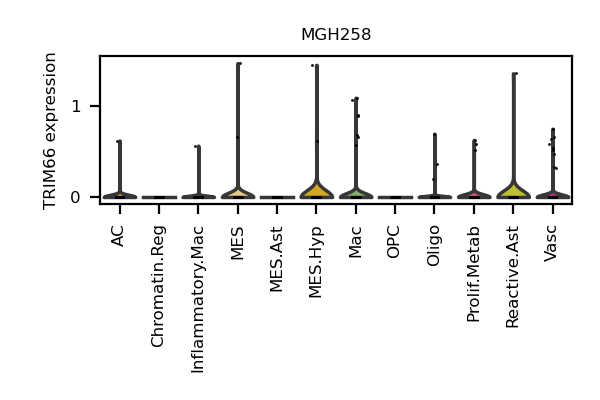 MGH258
TRIM66 expression
1
0
AC
Chromatin.Reg
Inflammatory.Mac
MES
MES.Ast
MES.Hyp
Mac
OPC
Oligo
Prolif.Metab
Reactive.Ast
Vasc